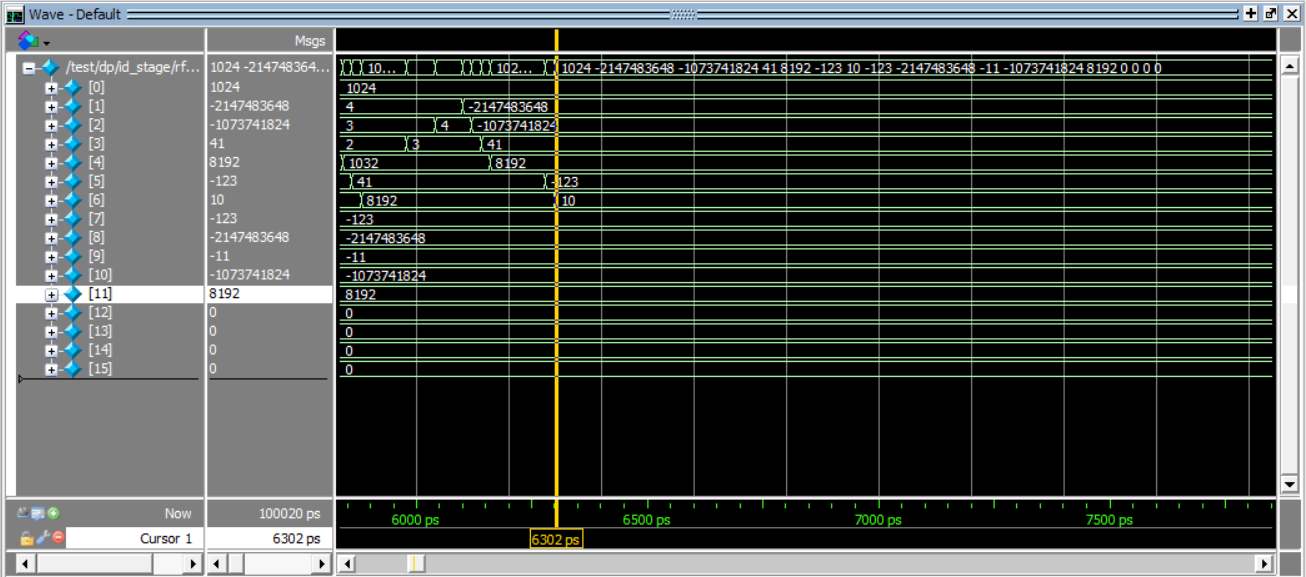 Wave - Default
Msgs
/test/dp/id_stage/rf... 1024 -214748364... 10... 102... 1024 -2147483648 -1073741824 41 8192 -123 10 -123 -2147483648 -11 -1073741824 8192 0 0 0 0
[0] 1024 1024
[1] -2147483648 4 -2147483648
[2] -1073741824 3 4 -1073741824
[3] 41 2 3 41
[4] 8192 1032 8192
[5] -123 41 -123
[6] 10 8192 10
[7] -123 -123
[8] -2147483648 -2147483648
[9] -11 -11
[10] -1073741824 -1073741824
[11] 8192 8192
[12] 0 0
[13] 0 0
[14] 0 0
[15] 0 0
Now 100020 ps 6000 ps 6500 ps 7000 ps 7500 ps
Cursor 1 6302 ps 6302 ps